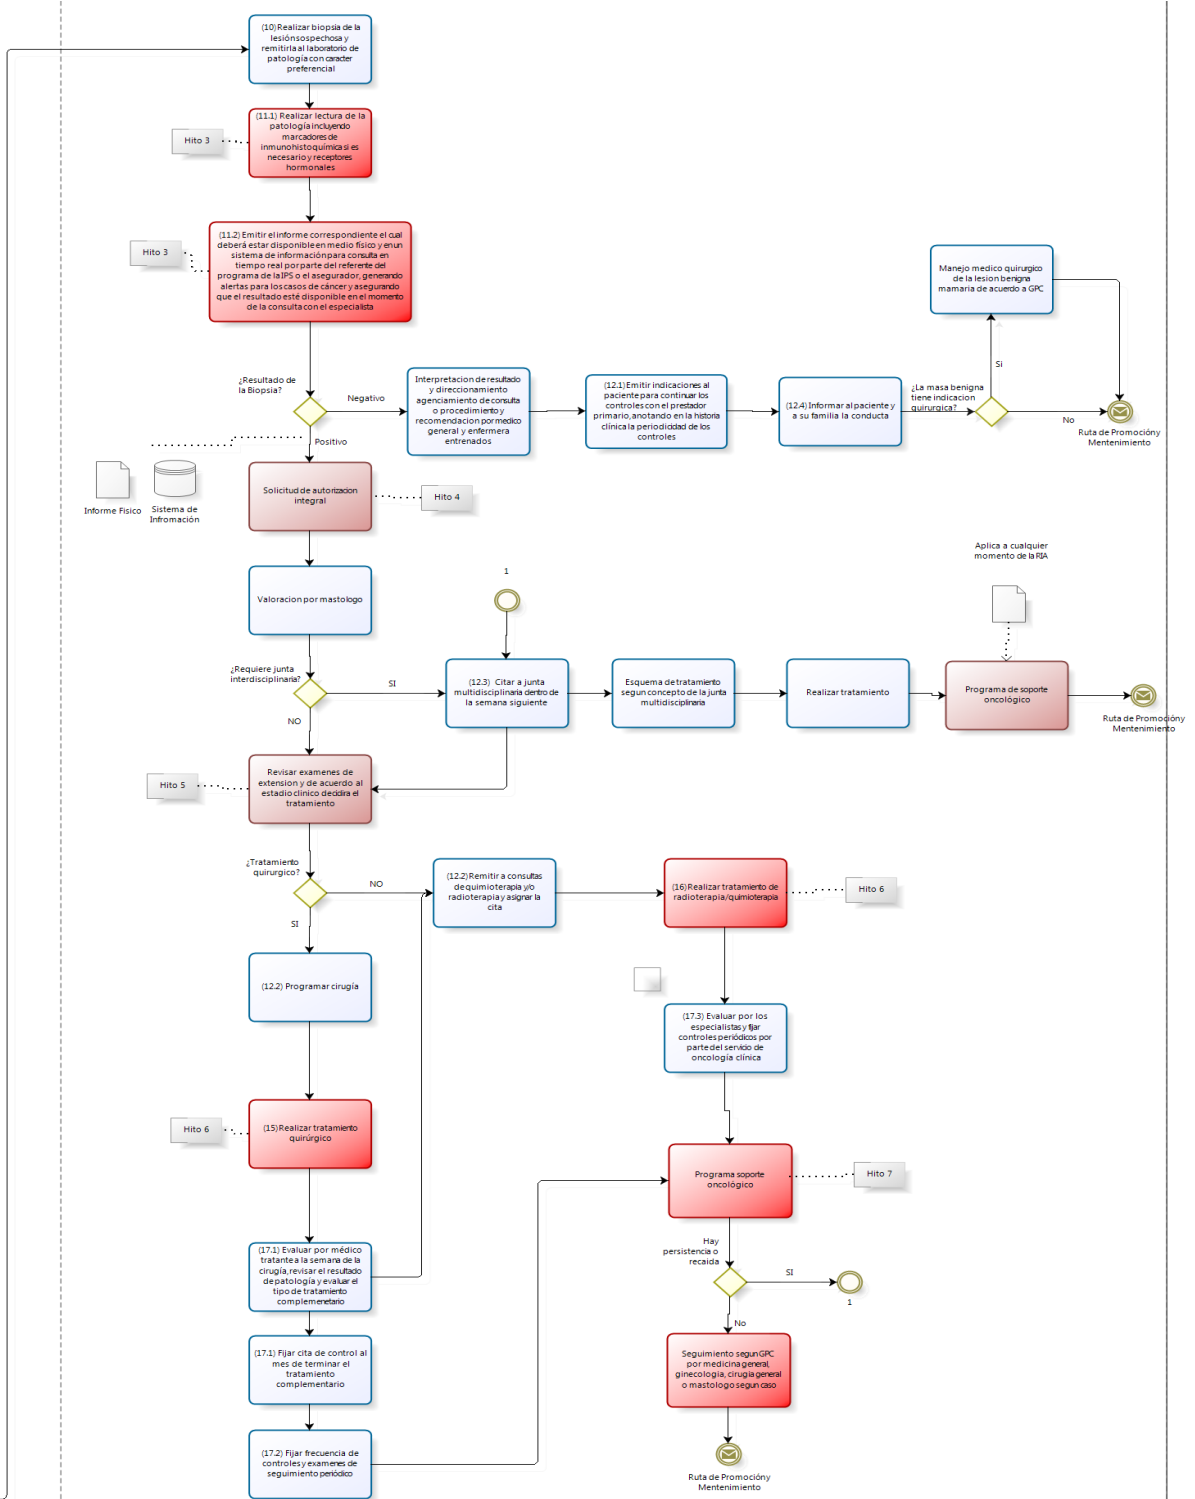 (10)Realizar biopsia de la
lesión sospechosa y
remitirla al laboratorio de
patología con caracter
preferencial
Hito 3
(11.1) Realizar lectura de la
patología incluyendo
marcadores de
inmunohistoquímica si es
necesario y receptores
hormonales
Hito 3
(11.2) Emitir el informe correspondiente el cual
deberá estar disponible en medio físico y en un
sistema de información para consulta en
tiempo real por parte del referente del
programa de la IPS o el asegurador, generando
alertas para los casos de cáncer y asegurando
que el resultado esté disponible en el momento
de la consulta con el especialista
Manejo medico quirurgico
de la lesion benigna
mamaria de acuerdo a GPC
Si
¿Resultado de
la Biopsia?
Negativo
Interpretacion de resultado
y direccionamiento
agenciamiento de consulta
o procedimiento y
recomendacion por medico
general y enfermera
entrenados
(12.1) Emitir indicaciones al
paciente para continuar los
controles con el prestador
primario, anotando en la historia
clínica la periodicidad de los
controles
(12.4) Informar al paciente y
a su familia la conducta
¿La masa benigna
tiene indicacion
quirurgica?
No
Ruta de Promoción y
Mentenimiento
Positivo
Informe Fisico
Sistema de
Infromación
Solicitud de autorizacion
integral
Hito 4
Valoracion por mastologo
1
Aplica a cualquier
momento de la RIA
¿Requiere junta
interdisciplinaria?
SI
(12.3) Citar a junta
multidisciplinaria dentro de
la semana siguiente
Esquema de tratamiento
segun concepto de la junta
multidisciplinaria
Realizar tratamiento
Programa de soporte
oncológico
Ruta de Promoción y
Mentenimiento
NO
Hito 5
Revisar examenes de
extension y de acuerdo al
estadio clinico decidira el
tratamiento
¿Tratamiento
quirurgico?
NO
(12.2) Remitir a consultas
de quimioterapia y/o
radioterapia y asignar la
cita
(16) Realizar tratamiento de
radioterapia/quimioterapia
Hito 6
SI
(12.2) Programar cirugía
(17.3) Evaluar por los
especialistas y fijar
controles periódicos por
parte del servicio de
oncología clínica
Hito 6
(15) Realizar tratamiento
quirúrgico
Programa soporte
oncológico
Hito 7
(17.1) Evaluar por médico
tratante a la semana de la
cirugía, revisar el resultado
de patología y evaluar el
tipo de tratamiento
complemenetario
Hay
persistencia o
recaida
SI
1
No
(17.1) Fijar cita de control al
mes de terminar el
tratamiento
complementario
Seguimiento segun GPC
por medicina general,
ginecologia, cirugia general
o mastologo segun caso
(17.2) Fijar frecuencia de
controles y examenes de
seguimiento periódico
Ruta de Promoción y
Mentenimiento